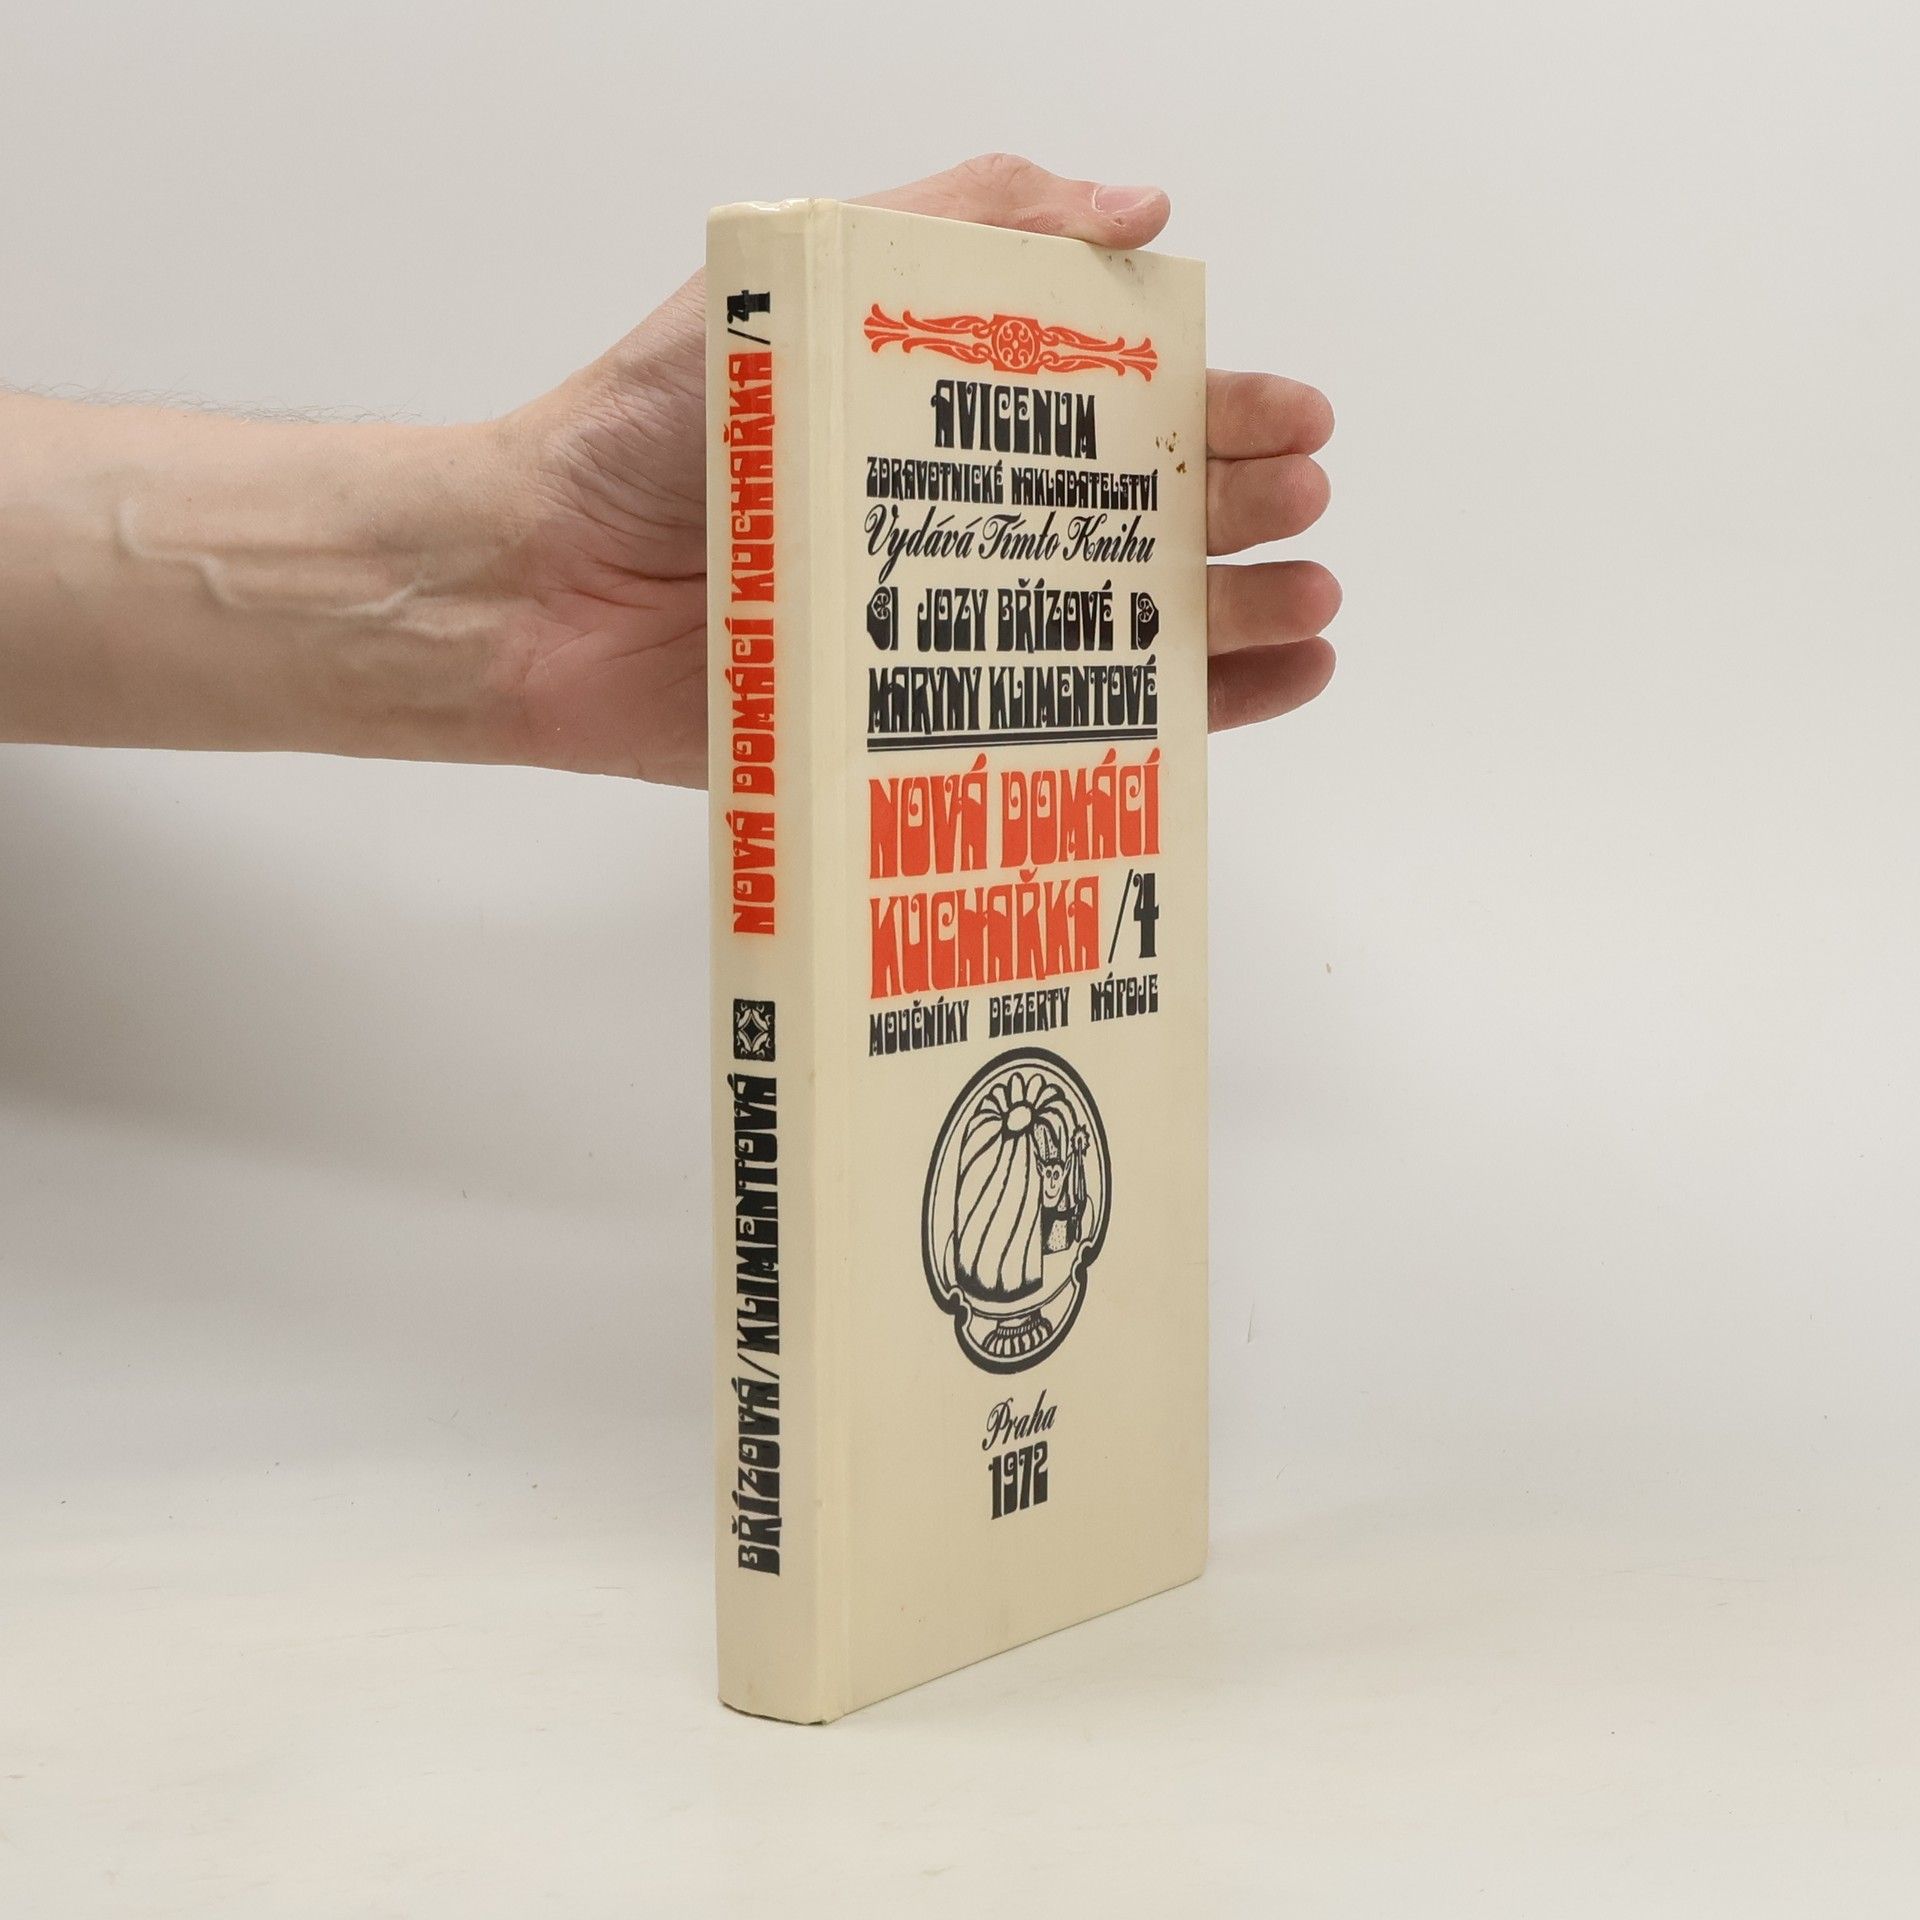 NOVÁ DOMÁCÍ KUCHAŘKA/4
BŘÍZOVÁ/KLIMENTOVÁ
AVICENUM
ZDRAVOTNICKÉ NAKLADATELSTVÍ
Vydává Tímto Knihu
JOZY BŘÍZOVÉ
MARYNY KLIMENTOVÉ
NOVÁ DOMÁCÍ
KUCHAŘKA /4
MOUČNÍKY DEZERTY NÁPOJE
Praha
1972